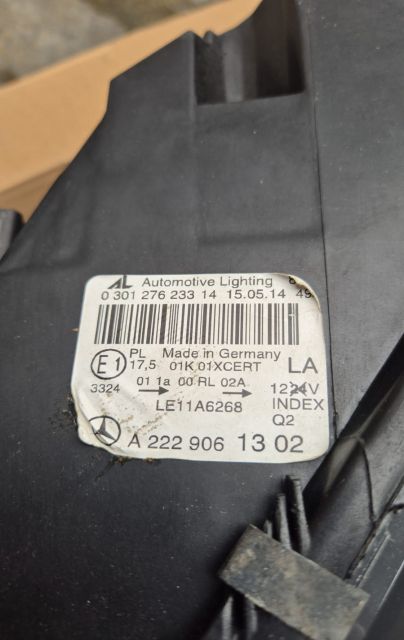 AL Automotive Lighting
0 301 276 233 14 15.05.14 49
E1 PL Made in Germany
17,5 01K 01XCERT LA
3324 01 1a → 00 RL 02A → 12 24V
LE11A6268 INDEX
Q2
A 222 906 13 02